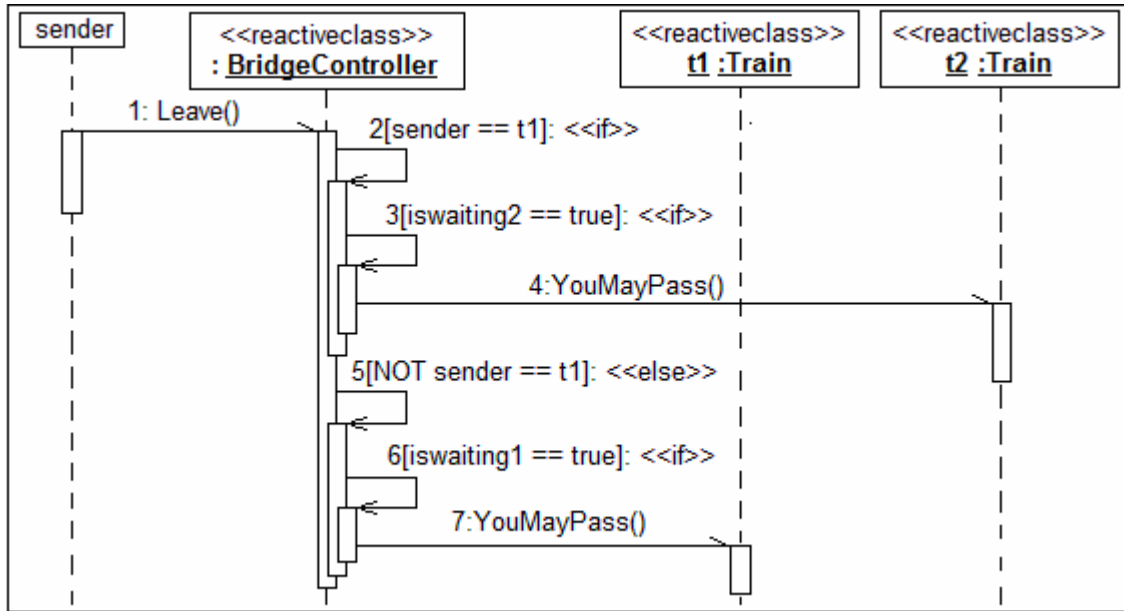 sender
<<reactiveclass>>
: BridgeController
<<reactiveclass>>
t1 :Train
<<reactiveclass>>
t2 :Train
1: Leave()
2[sender == t1]: <<if>>
3[iswaiting2 == true]: <<if>>
4:YouMayPass()
5[NOT sender == t1]: <<else>>
6[iswaiting1 == true]: <<if>>
7:YouMayPass()